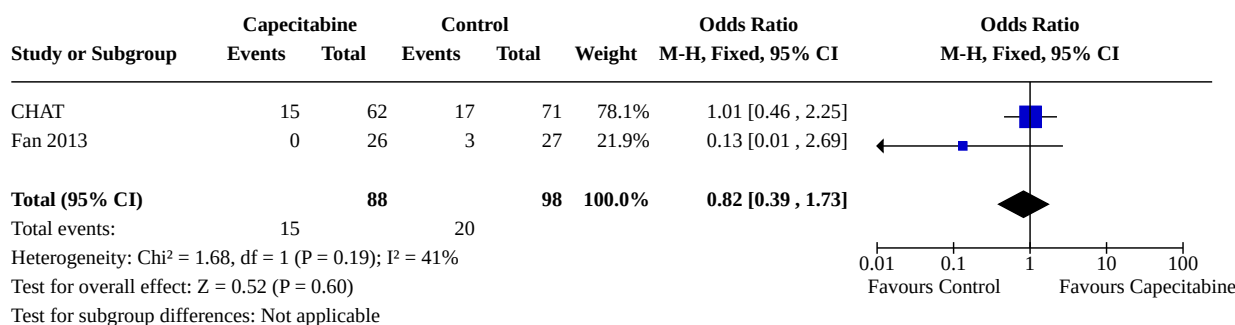 Capecitabine Control Odds Ratio Odds Ratio
Study or Subgroup Events Total Events Total Weight M-H, Fixed, 95% CI M-H, Fixed, 95% CI
CHAT 15 62 17 71 78.1% 1.01 [0.46 , 2.25]
Fan 2013 0 26 3 27 21.9% 0.13 [0.01 , 2.69]
Total (95% CI) 88 98 100.0% 0.82 [0.39 , 1.73]
Total events: 15 20
Heterogeneity: Chi² = 1.68, df = 1 (P = 0.19); I² = 41%
0.01 0.1 1 10 100
Test for overall effect: Z = 0.52 (P = 0.60)
Favours Control Favours Capecitabine
Test for subgroup differences: Not applicable